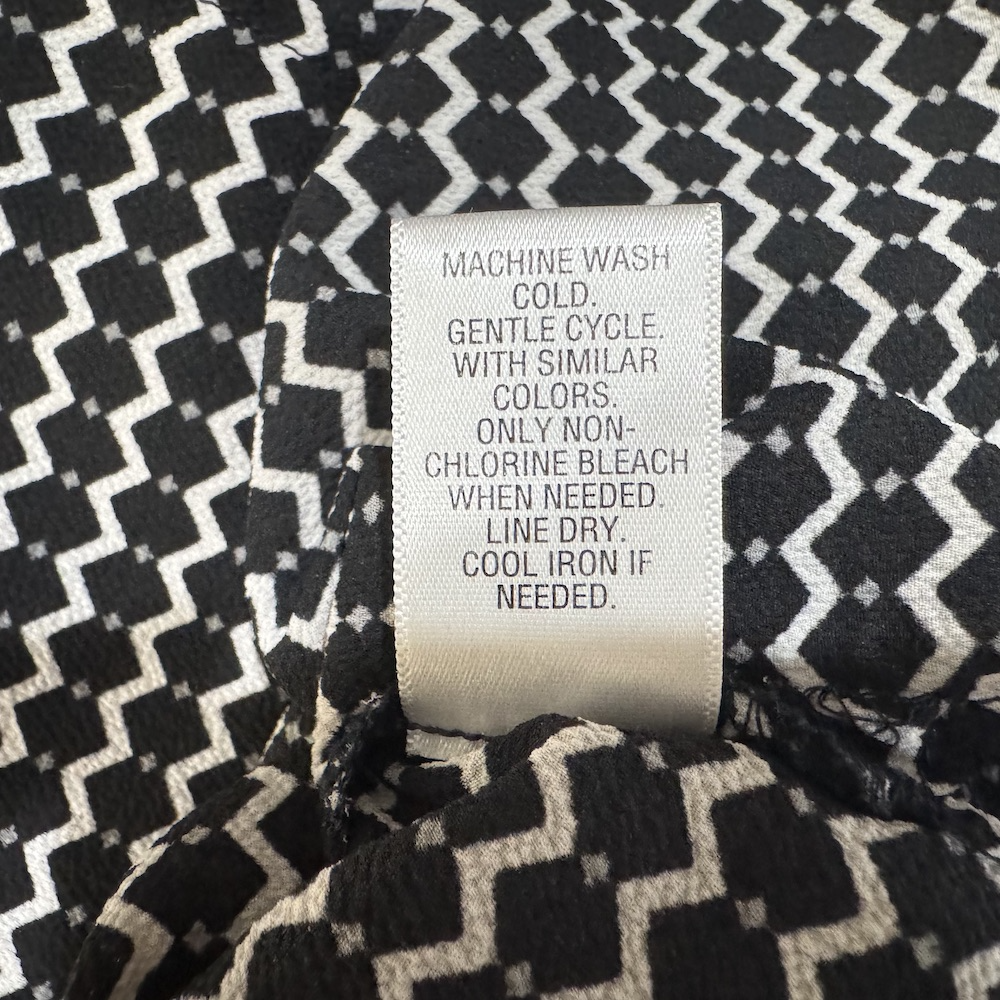 MACHINE WASH
COLD.
GENTLE CYCLE.
WITH SIMILAR
COLORS.
ONLY NON-
CHLORINE BLEACH
WHEN NEEDED.
LINE DRY.
COOL IRON IF
NEEDED.